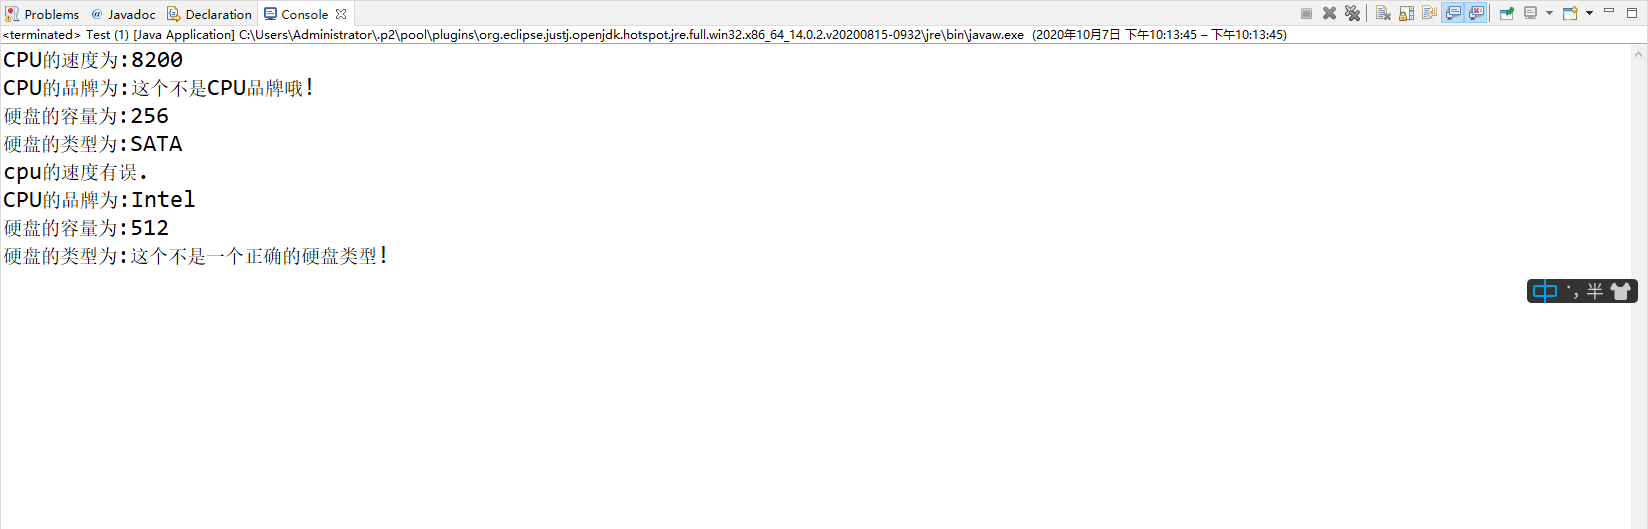 Problems @ Javadoc Declaration Console
<terminated> Test (1) [Java Application] C:\Users\Administrator\.p2\pool\plugins\org.eclipse.justj.openjdk.hotspot.jre.full.win32.x86_64_14.0.2.v20200815-0932\jre\bin\javaw.exe (2020年10月7日 下午10:13:45 – 下午10:13:45)
CPU的速度为:8200
CPU的品牌为:这个不是CPU品牌哦!
硬盘的容量为:256
硬盘的类型为:SATA
cpu的速度有误.
CPU的品牌为:Intel
硬盘的容量为:512
硬盘的类型为:这个不是一个正确的硬盘类型!
中 ·, 半